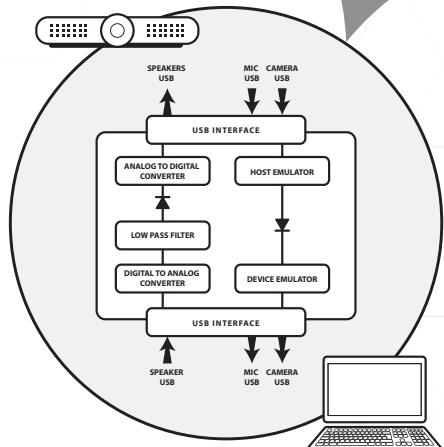 SPEAKERS
USB
MIC
USB
CAMERA
USB
USB INTERFACE
ANALOG TO DIGITAL
CONVERTER
HOST EMULATOR
LOW PASS FILTER
DIGITAL TO ANALOG
CONVERTER
DEVICE EMULATOR
USB INTERFACE
SPEAKER
USB
MIC
USB
CAMERA
USB